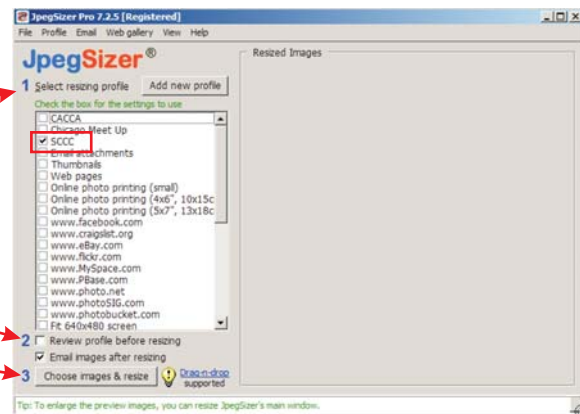 JpegSizer Pro 7.2.5 [Registered]
File Profile Email Web gallery View Help
JpegSizer®
1 Select resizing profile Add new profile
Check the box for the settings to use
CACCA
Chicago Meet Up
SCCC
Email attachments
Thumbnails
Web pages
Online photo printing (small)
Online photo printing (4x6", 10x15c
Online photo printing (5x7", 13x18c
www.facebook.com
www.craigslist.org
www.eBay.com
www.flickr.com
www.MySpace.com
www.PBase.com
www.photo.net
www.photoSIG.com
www.photobucket.com
Fit 640x480 screen
2 Review profile before resizing
Email images after resizing
3 Choose images & resize Drag-n-drop
supported
Resized Images
Tip: To enlarge the preview images, you can resize JpegSizer's main window.